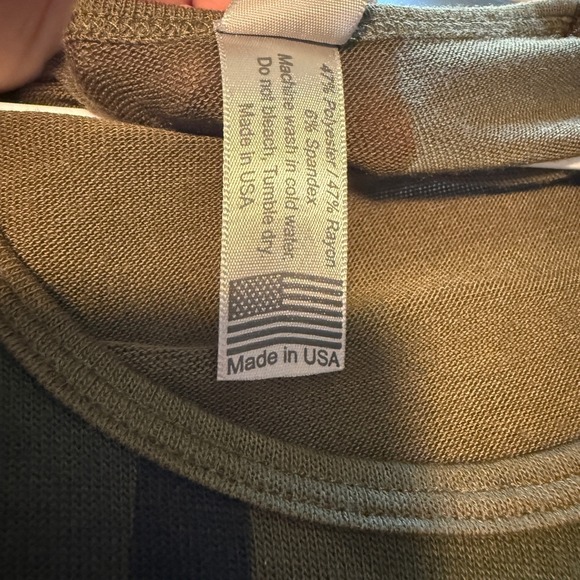 47% Polyester / 47% Rayon
6% Spandex
Machine wash in cold water,
Do not bleach, Tumble dry
Made in USA
Made in USA